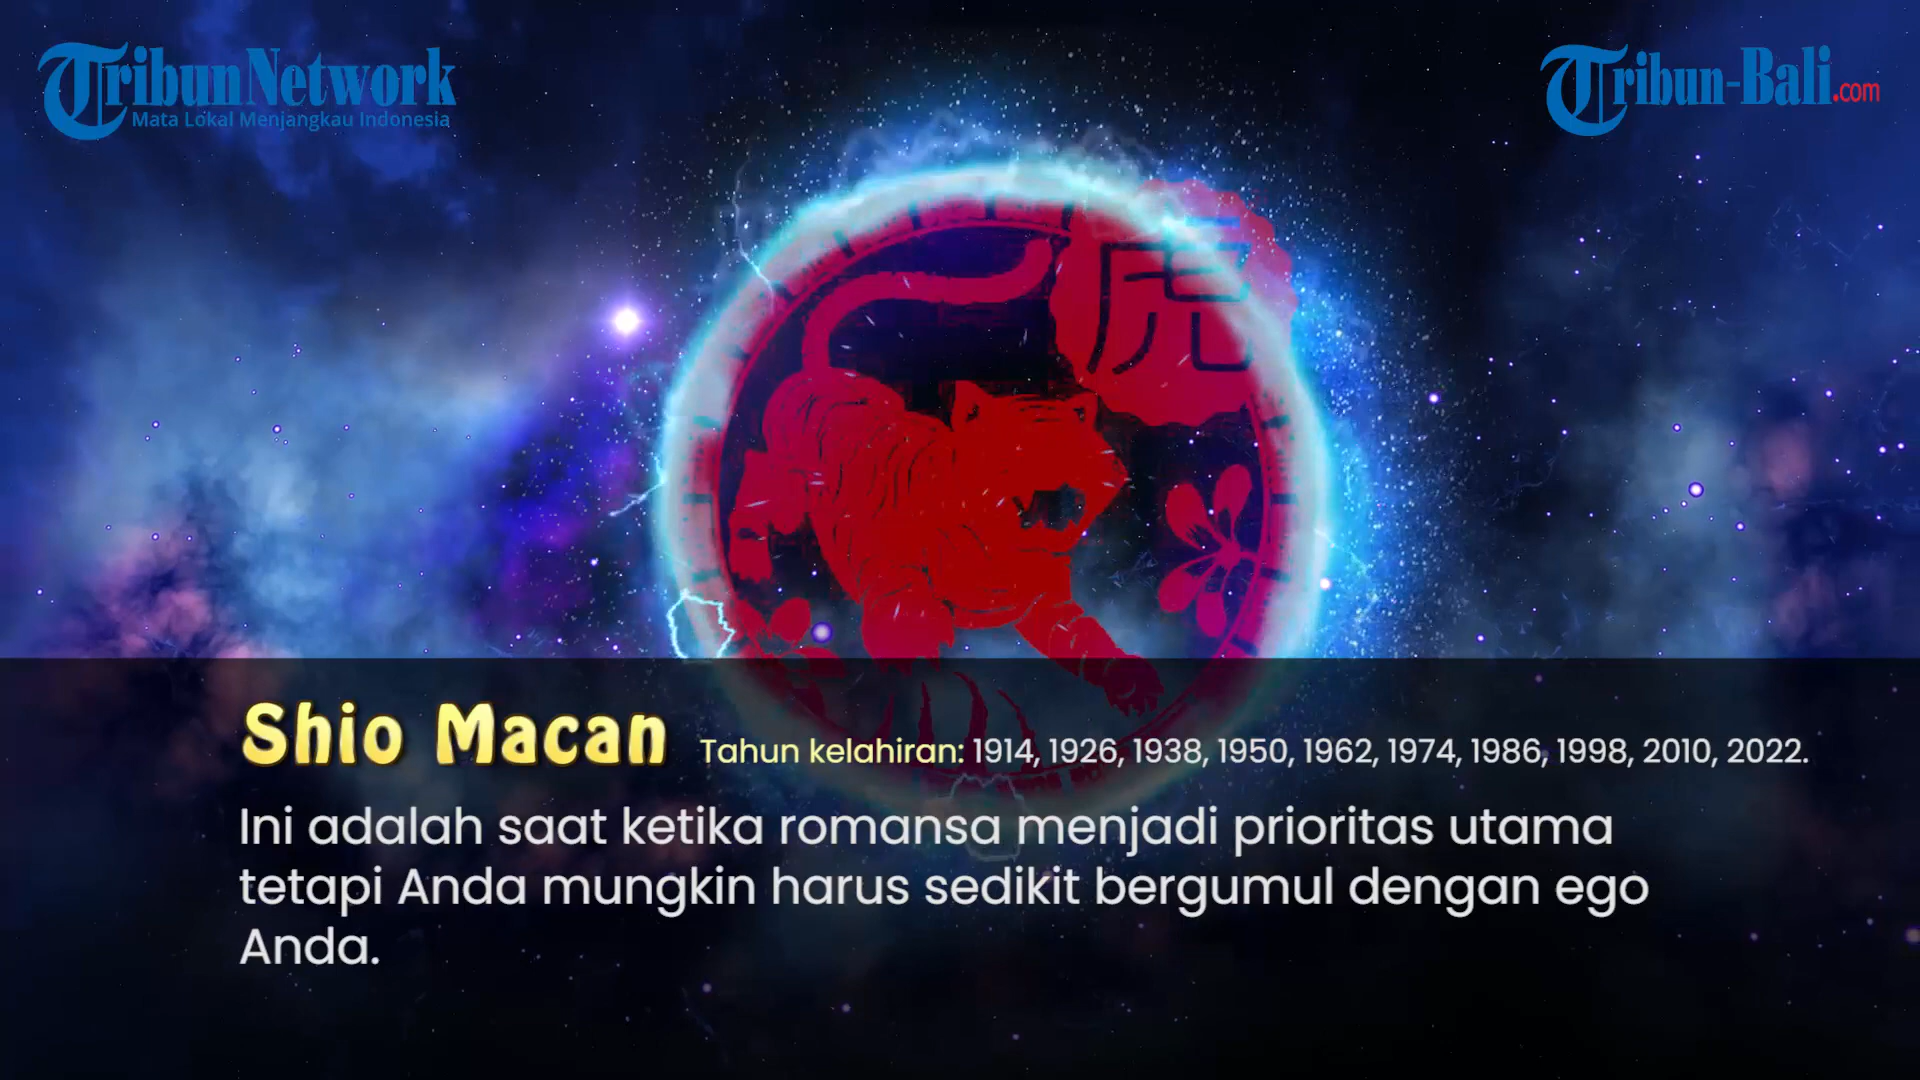 TribunNetwork
Mata Lokal Menjangkau Indonesia
Tribun-Bali.com
虎
Shio Macan
Tahun kelahiran: 1914, 1926, 1938, 1950, 1962, 1974, 1986, 1998, 2010, 2022.
Ini adalah saat ketika romansa menjadi prioritas utama
tetapi Anda mungkin harus sedikit bergumul dengan ego
Anda.